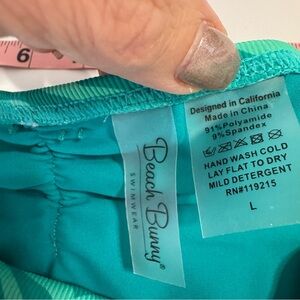 6
Beach Bunny®
SWIMWEAR
Designed in California
Made in China
91%Polyamide
9%Spandex
HAND WASH COLD
LAY FLAT TO DRY
MILD DETERGENT
RN#119215
L